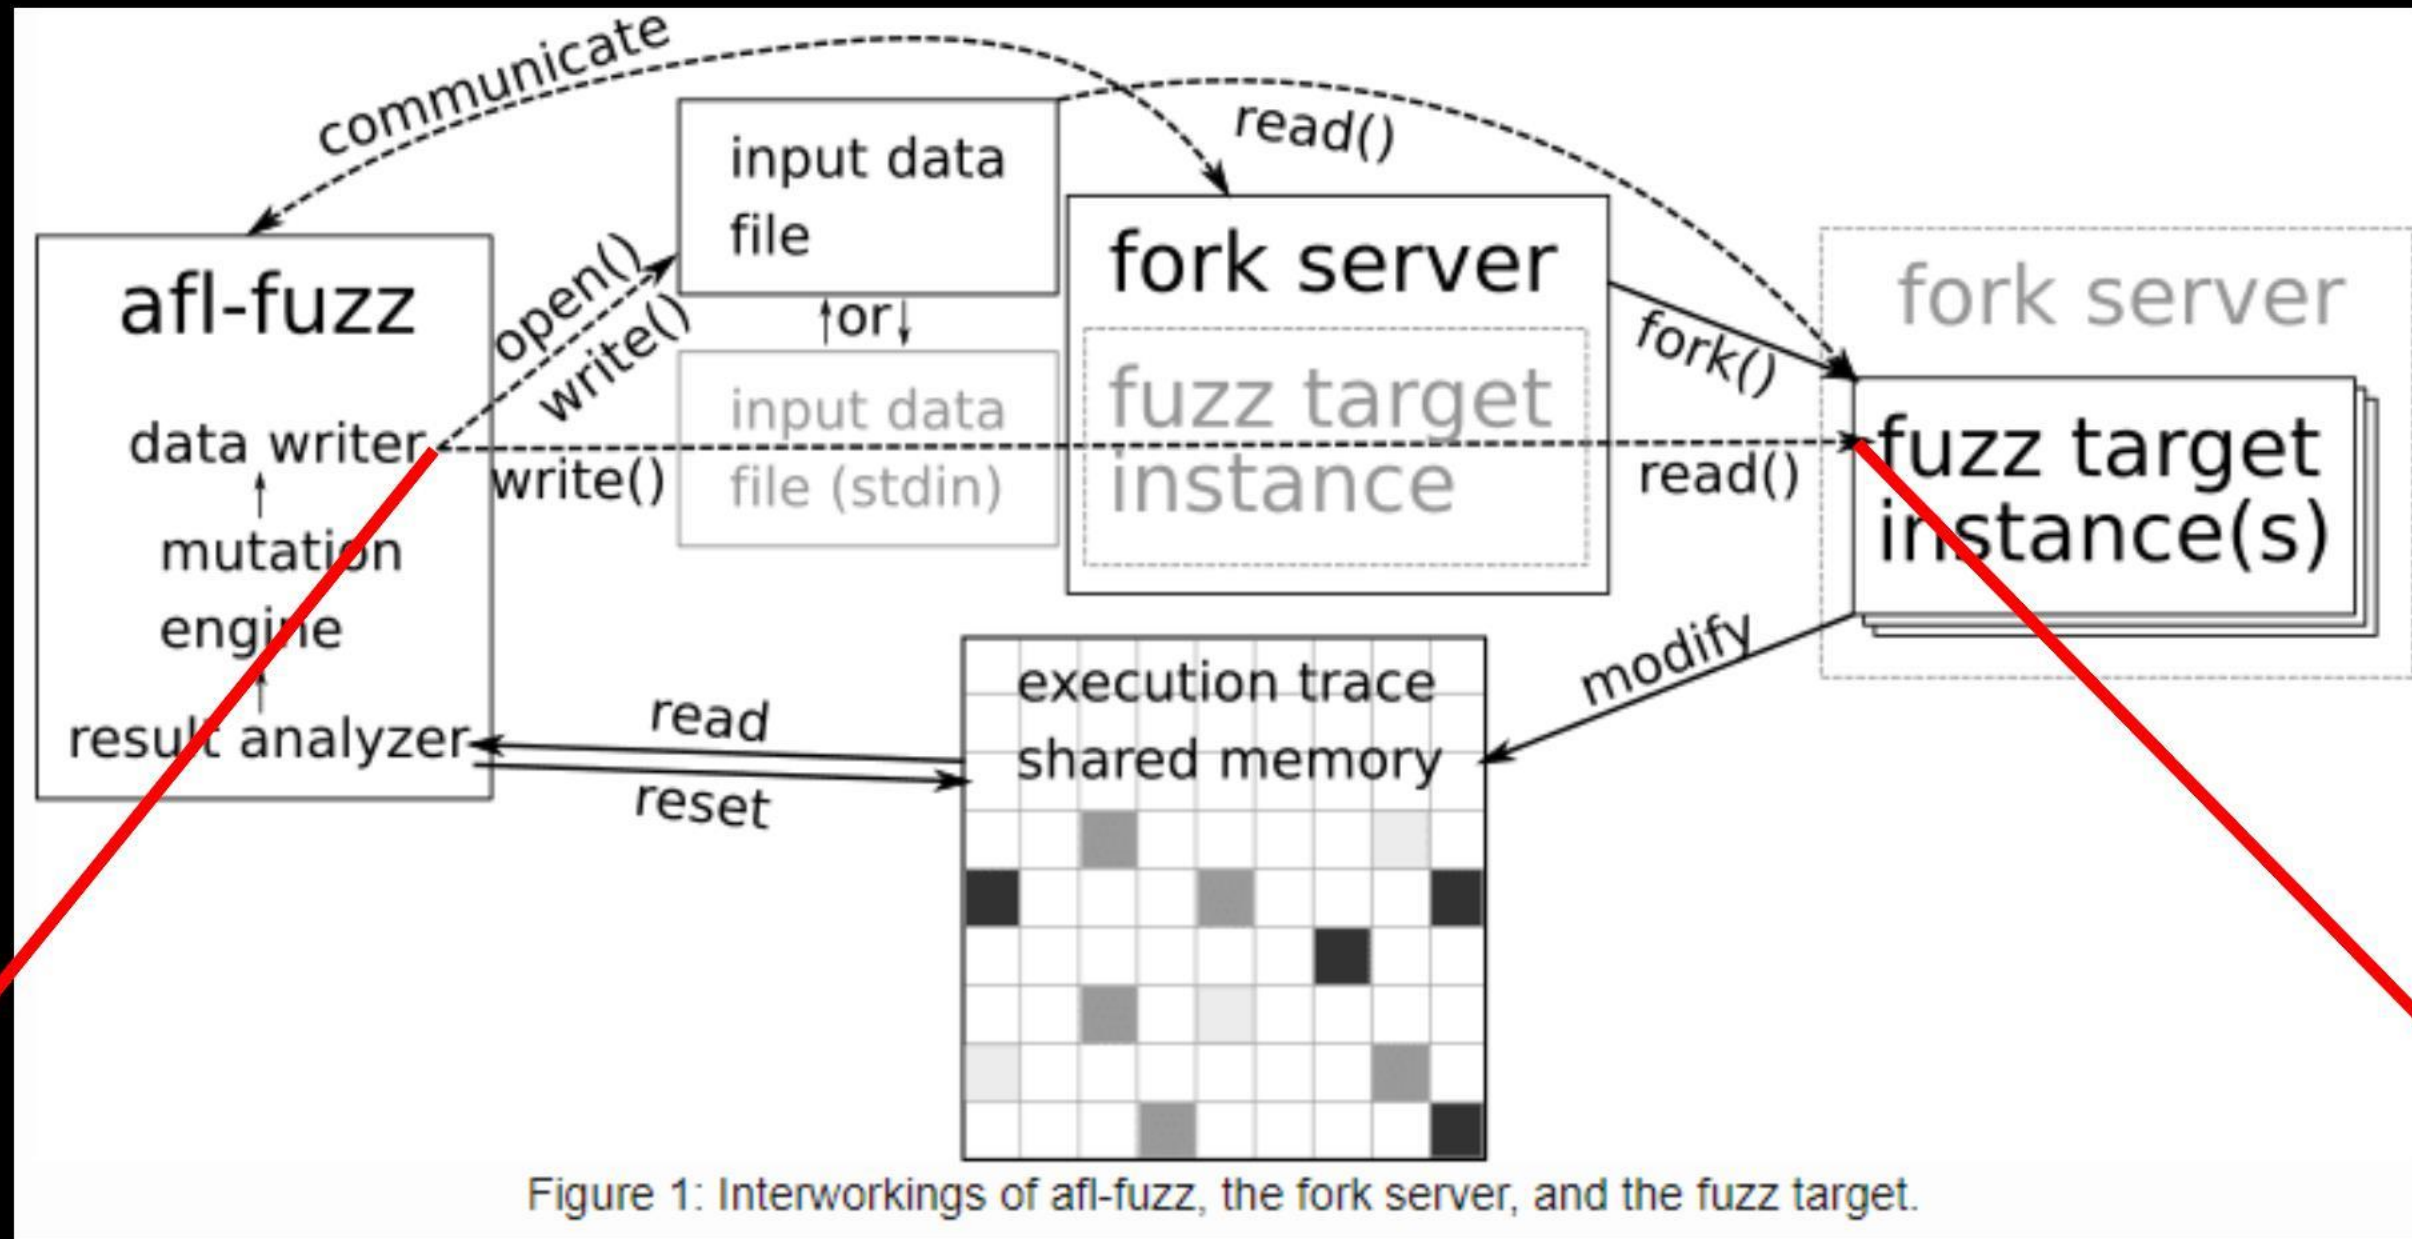 communicate
read()
input data
file
open()
write()
↑or↓
afl-fuzz
data writer
mutation
engine
result analyzer
input data
file (stdin)
write()
fork server
fuzz target
instance
fork()
read()
fork server
fuzz target
instance(s)
modify
read
reset
execution trace
shared memory
Figure 1: Interworkings of afl-fuzz, the fork server, and the fuzz target.